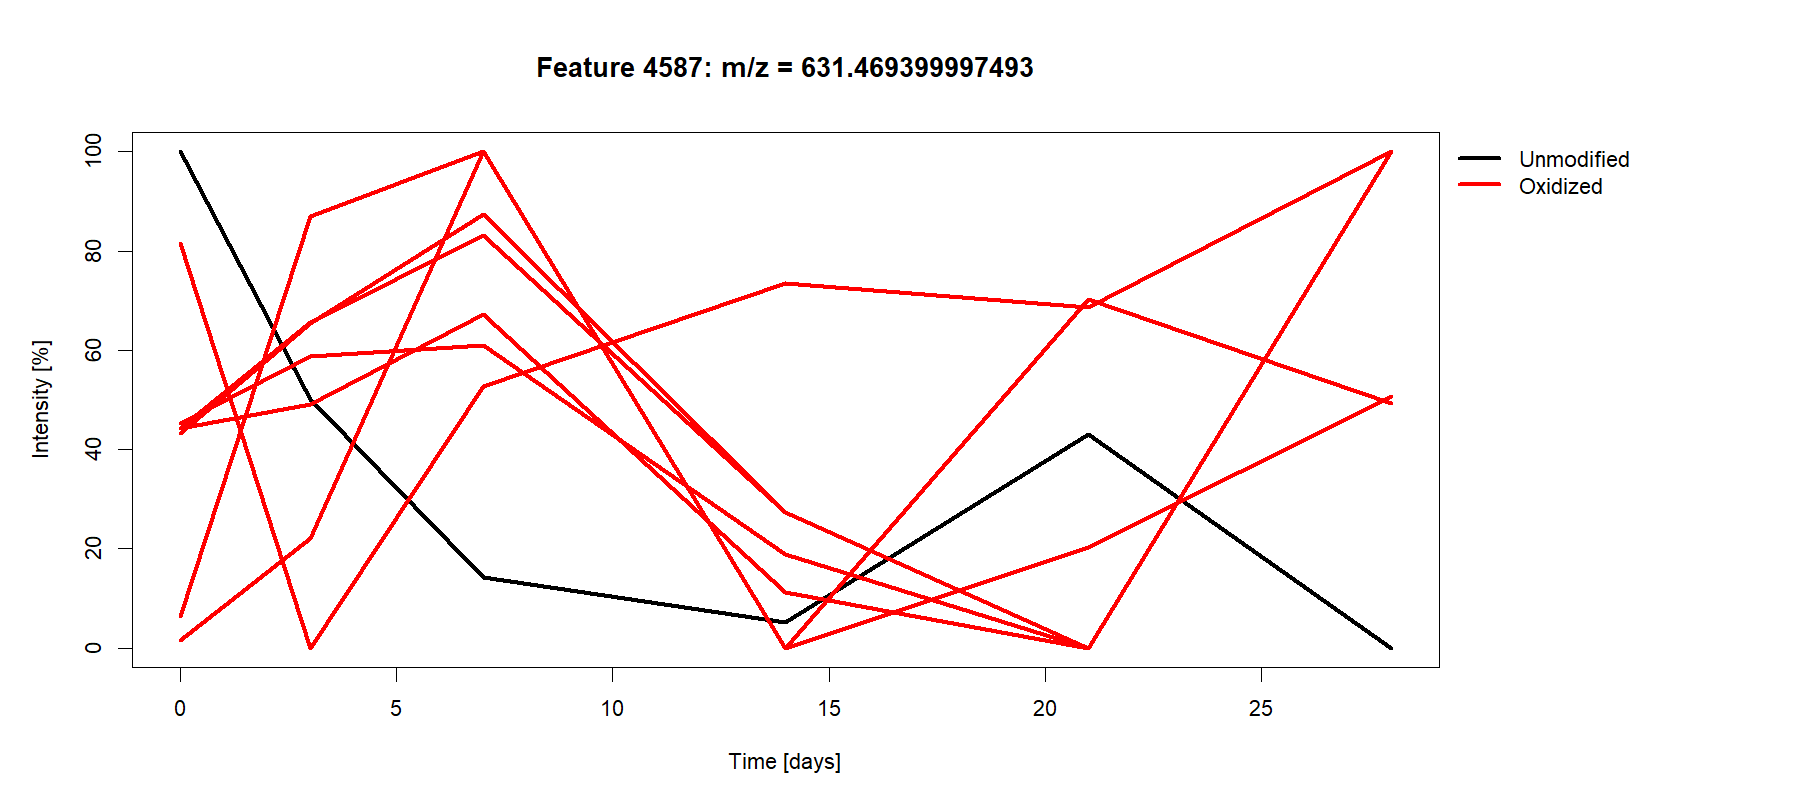 Feature 4587: m/z = 631.469399997493
Unmodified
Oxidized
Intensity [%]
100
80
60
40
20
0
0 5 10 15 20 25
Time [days]